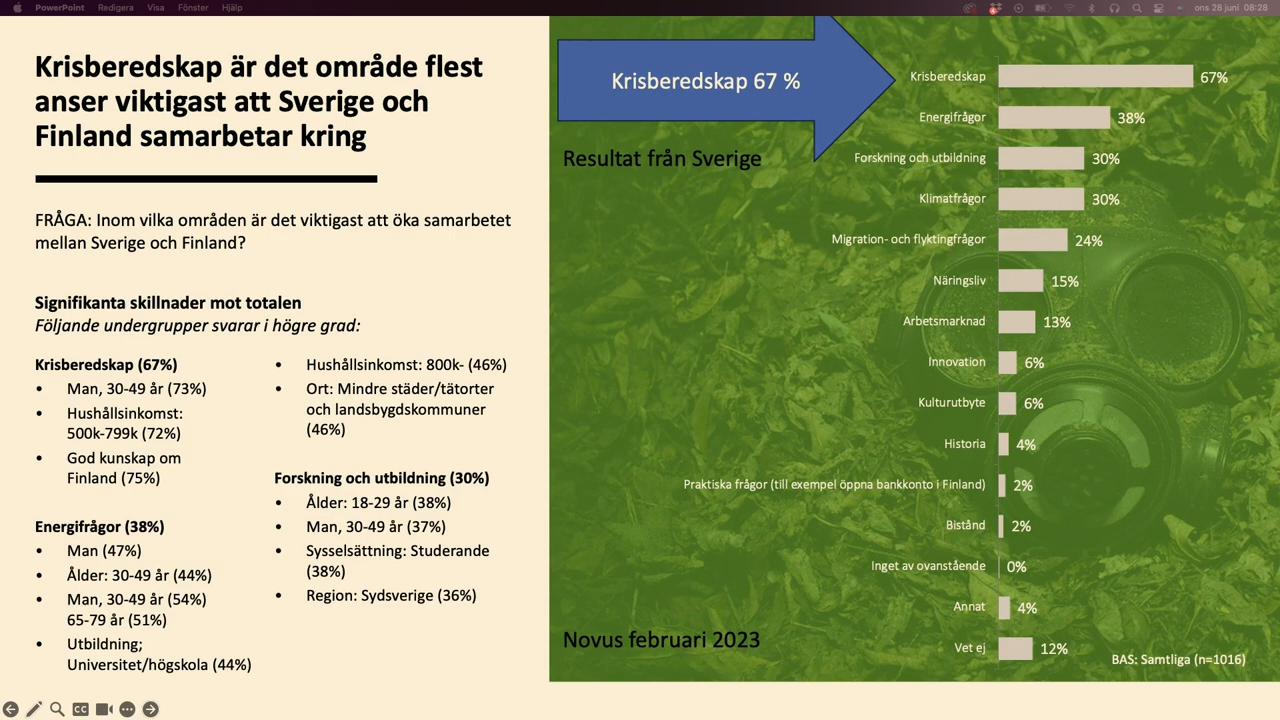 PowerPoint Redigera Visa Fönster Hjälp
ons 28 juni 08:28
Krisberedskap är det område flest
anser viktigast att Sverige och
Finland samarbetar kring
FRÅGA: Inom vilka områden är det viktigast att öka samarbetet
mellan Sverige och Finland?
Signifikanta skillnader mot totalen
Följande undergrupper svarar i högre grad:
Krisberedskap (67%)
• Man, 30-49 år (73%)
• Hushållsinkomst:
500k-799k (72%)
• God kunskap om
Finland (75%)
Energifrågor (38%)
• Man (47%)
• Ålder: 30-49 år (44%)
• Man, 30-49 år (54%)
65-79 år (51%)
• Utbildning;
Universitet/högskola (44%)
• Hushållsinkomst: 800k- (46%)
• Ort: Mindre städer/tätorter
och landsbygdskommuner
(46%)
Forskning och utbildning (30%)
• Ålder: 18-29 år (38%)
• Man, 30-49 år (37%)
• Sysselsättning: Studerande
(38%)
• Region: Sydsverige (36%)
Krisberedskap 67 %
Resultat från Sverige
Krisberedskap 67%
Energifrågor 38%
Forskning och utbildning 30%
Klimatfrågor 30%
Migration- och flyktingfrågor 24%
Näringsliv 15%
Arbetsmarknad 13%
Innovation 6%
Kulturutbyte 6%
Historia 4%
Praktiska frågor (till exempel öppna bankkonto i Finland) 2%
Bistånd 2%
Inget av ovanstående 0%
Annat 4%
Vet ej 12%
Novus februari 2023
BAS: Samtliga (n=1016)
CC